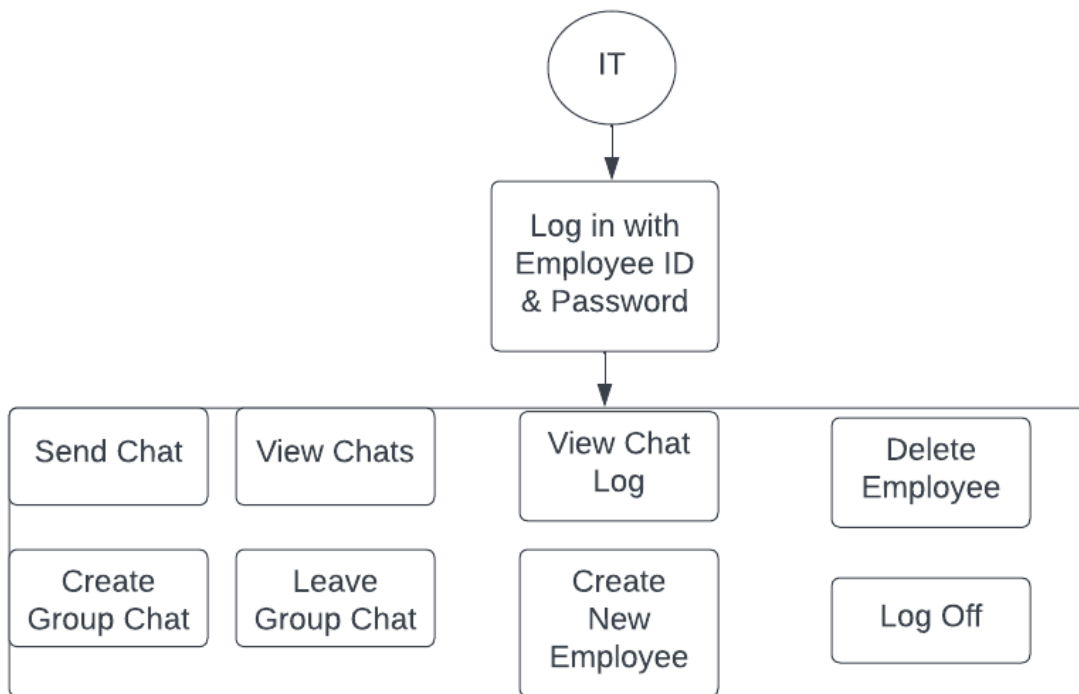 IT
Log in with
Employee ID
& Password
Send Chat
View Chats
View Chat
Log
Delete
Employee
Create
Group Chat
Leave
Group Chat
Create
New
Employee
Log Off